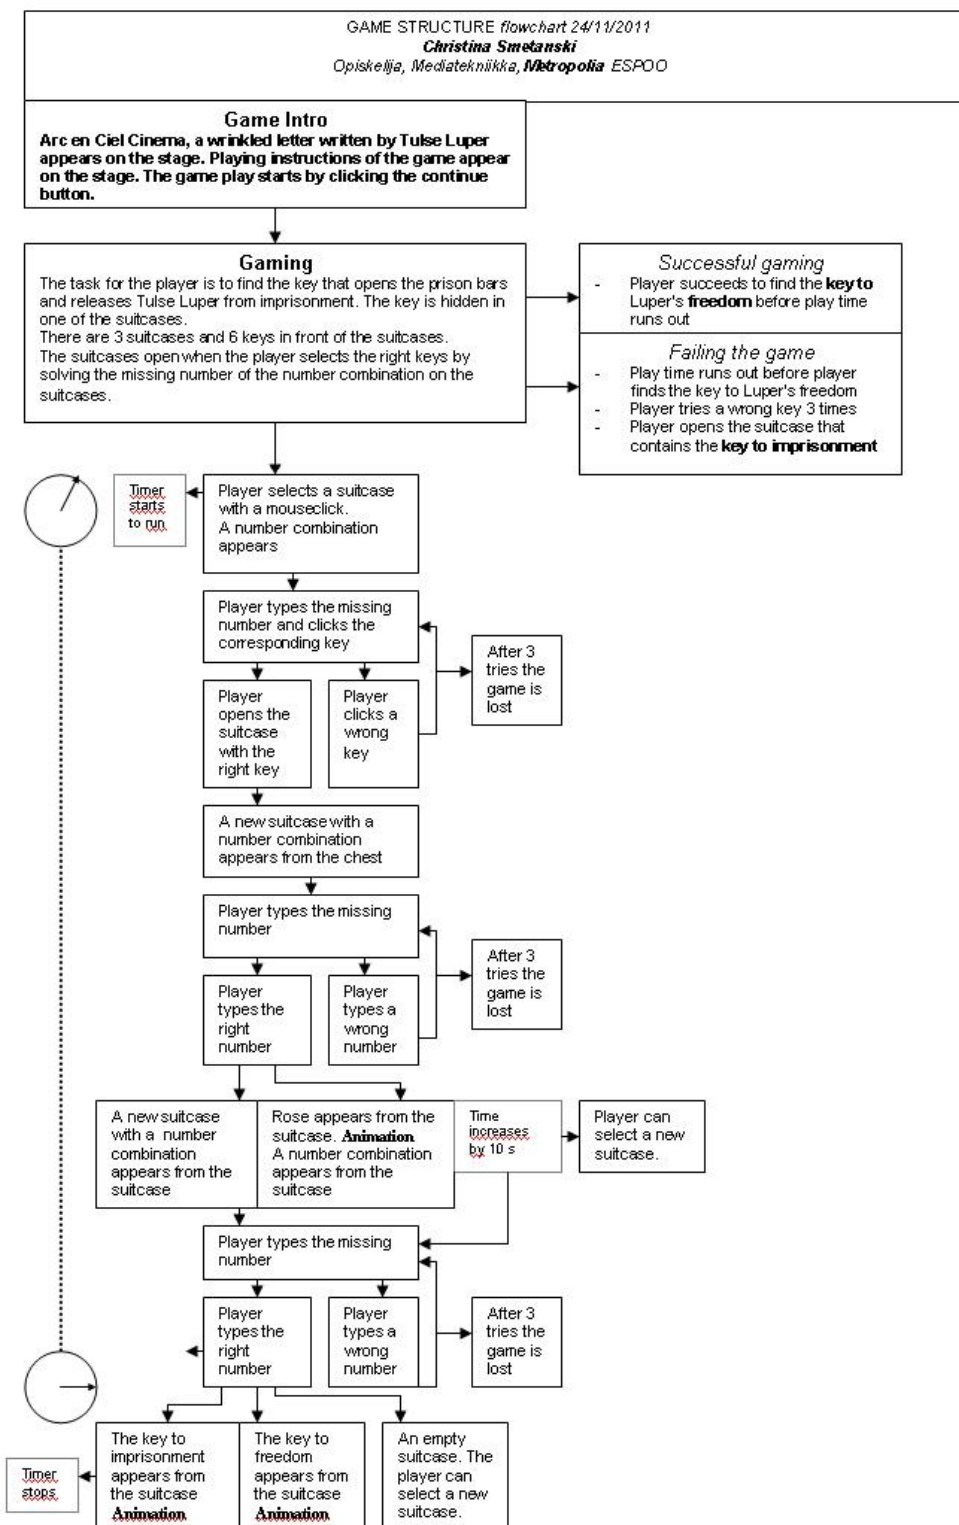 GAME STRUCTURE flowchart 24/11/2011
Christina Smetanski
Opiskelija, Mediatekniikka, Metropolia ESPOO
Game Intro
Arc en Ciel Cinema, a wrinkled letter written by Tulse Luper
appears on the stage. Playing instructions of the game appear
on the stage. The game play starts by clicking the continue
button.
Gaming
The task for the player is to find the key that opens the prison bars
and releases Tulse Luper from imprisonment. The key is hidden in
one of the suitcases.
There are 3 suitcases and 6 keys in front of the suitcases.
The suitcases open when the player selects the right keys by
solving the missing number of the number combination on the
suitcases.
Successful gaming
- Player succeeds to find the key to
Luper's freedom before play time
runs out
Failing the game
- Play time runs out before player
finds the key to Luper's freedom
- Player tries a wrong key 3 times
- Player opens the suitcase that
contains the key to imprisonment
Timer
starts
to run
Player selects a suitcase
with a mouseclick.
A number combination
appears
Player types the missing
number and clicks the
corresponding key
After 3
tries the
game is
lost
Player
opens the
suitcase
with the
right key
Player
clicks a
wrong
key
A new suitcase with a
number combination
appears from the chest
Player types the missing
number
After 3
tries the
game is
lost
Player
types the
right
number
Player
types a
wrong
number
A new suitcase
with a number
combination
appears from the
suitcase
Rose appears from the
suitcase. Animation
A number combination
appears from the
suitcase
Time
increases
by 10 s
Player can
select a new
suitcase.
Player types the missing
number
Player
types the
right
number
Player
types a
wrong
number
After 3
tries the
game is
lost
Timer
stops
The key to
imprisonment
appears from
the suitcase
Animation
The key to
freedom
appears from
the suitcase
Animation
An empty
suitcase. The
player can
select a new
suitcase.